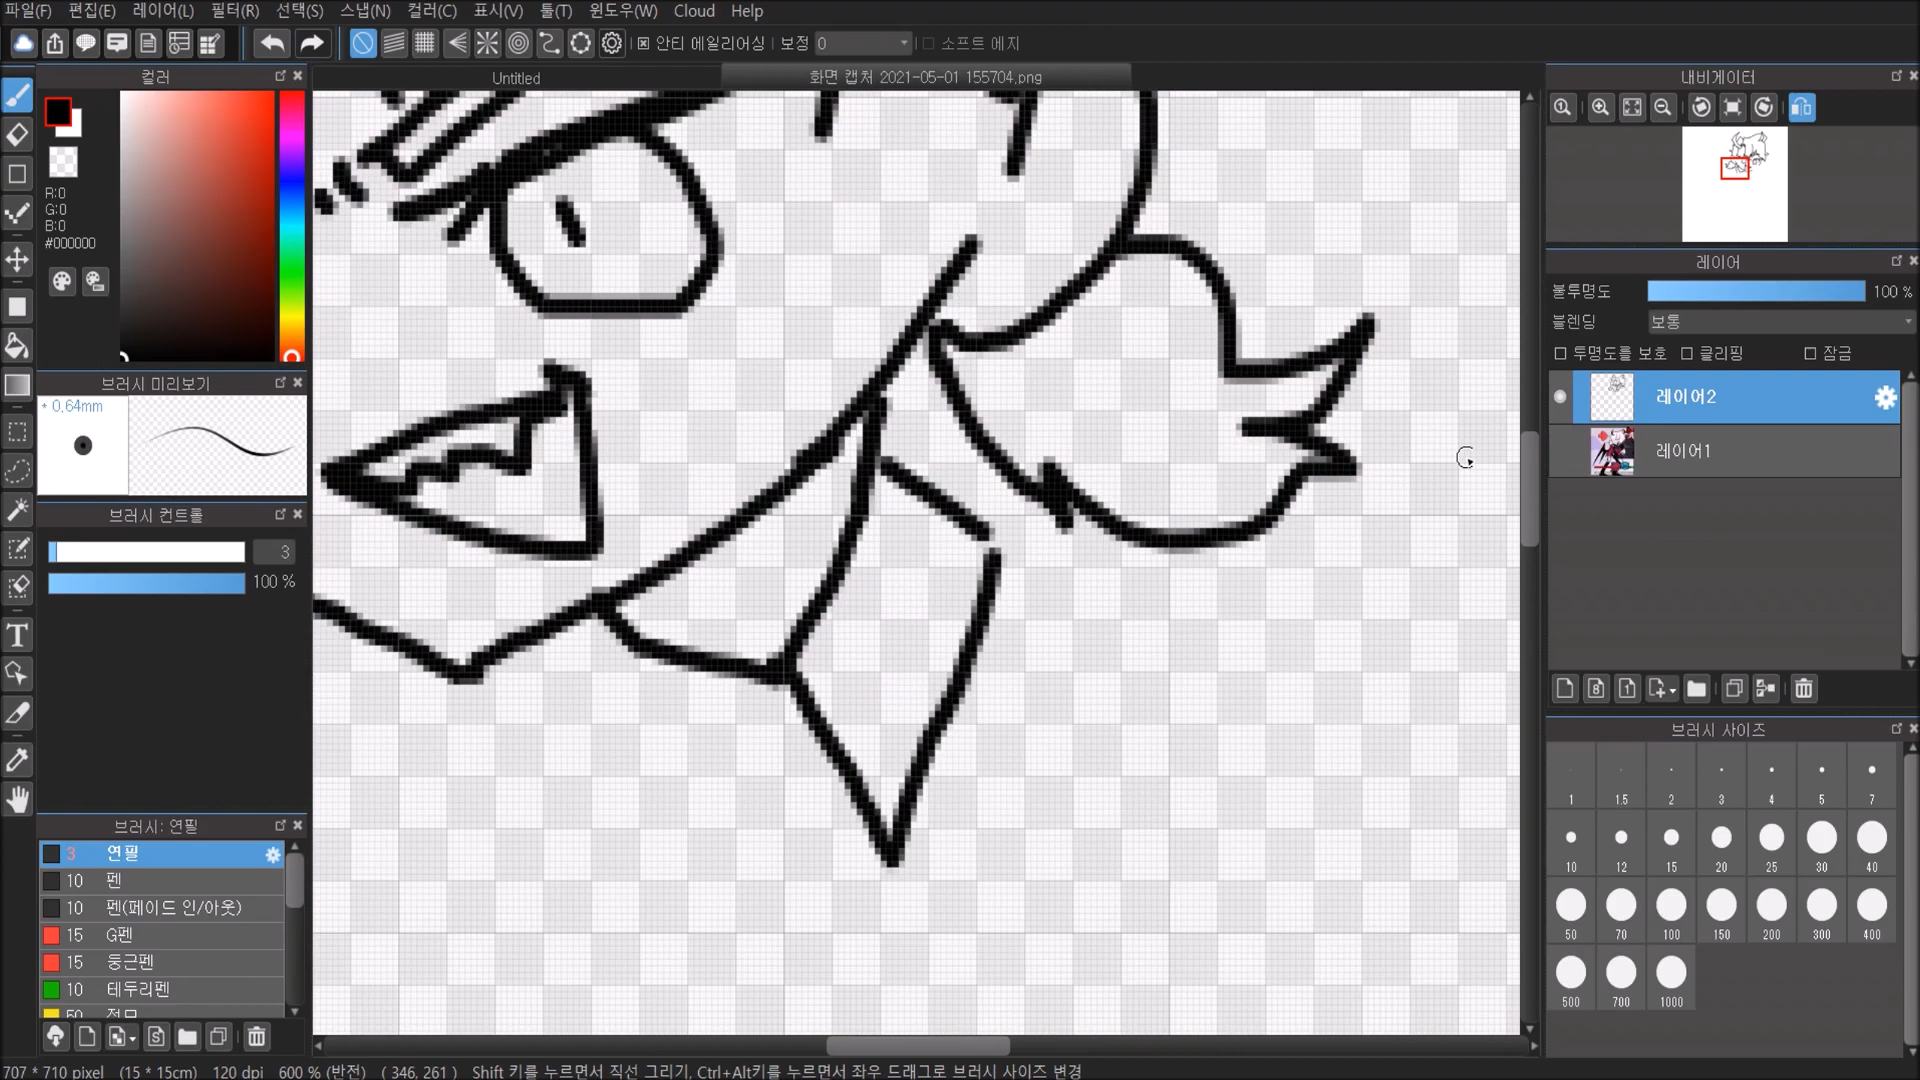 파일(F) 편집(E) 레이어(L) 필터(R) 선택(S) 스냅(N) 컬러(C) 표시(V) 툴(T) 윈도우(W) Cloud Help
안티 에일리어싱 보정 0 소프트 에지
컬러
R:0
G:0
B:0
#000000
브러시 미리보기
* 0.64mm
브러시 컨트롤
3
100 %
브러시: 연필
3 연필
10 펜
10 펜(페이드 인/아웃)
15 G펜
15 둥근펜
10 테두리펜
50 점묘
Untitled
화면 캡처 2021-05-01 155704.png
내비게이터
레이어
불투명도 100 %
블렌딩 보통
투명도를 보호 클리핑 잠금
레이어2
레이어1
브러시 사이즈
1 1.5 2 3 4 5 7
10 12 15 20 25 30 40
50 70 100 150 200 300 400
500 700 1000
707 * 710 pixel (15 * 15cm) 120 dpi 600 % (반전) ( 346, 261 ) Shift 키를 누르면서 직선 그리기, Ctrl+Alt키를 누르면서 좌우 드래그로 브러시 사이즈 변경